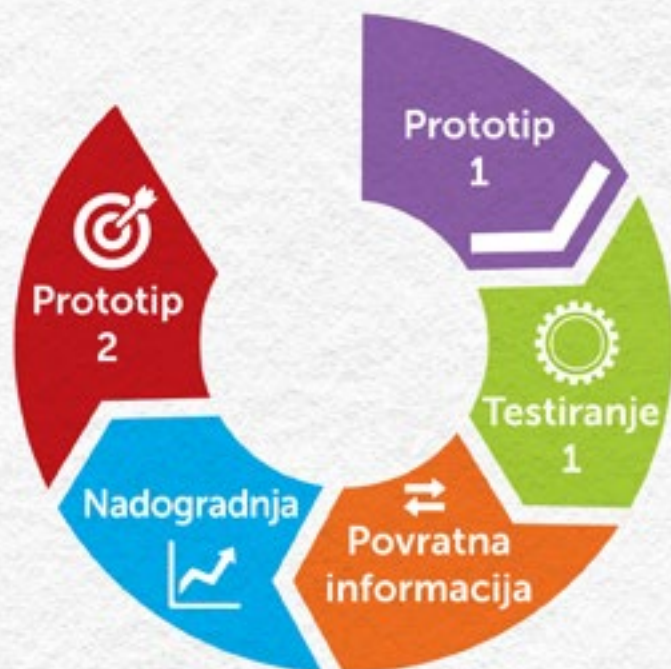 Prototip
1
Testiranje
1
Povratna
informacija
Nadogradnja
Prototip
2